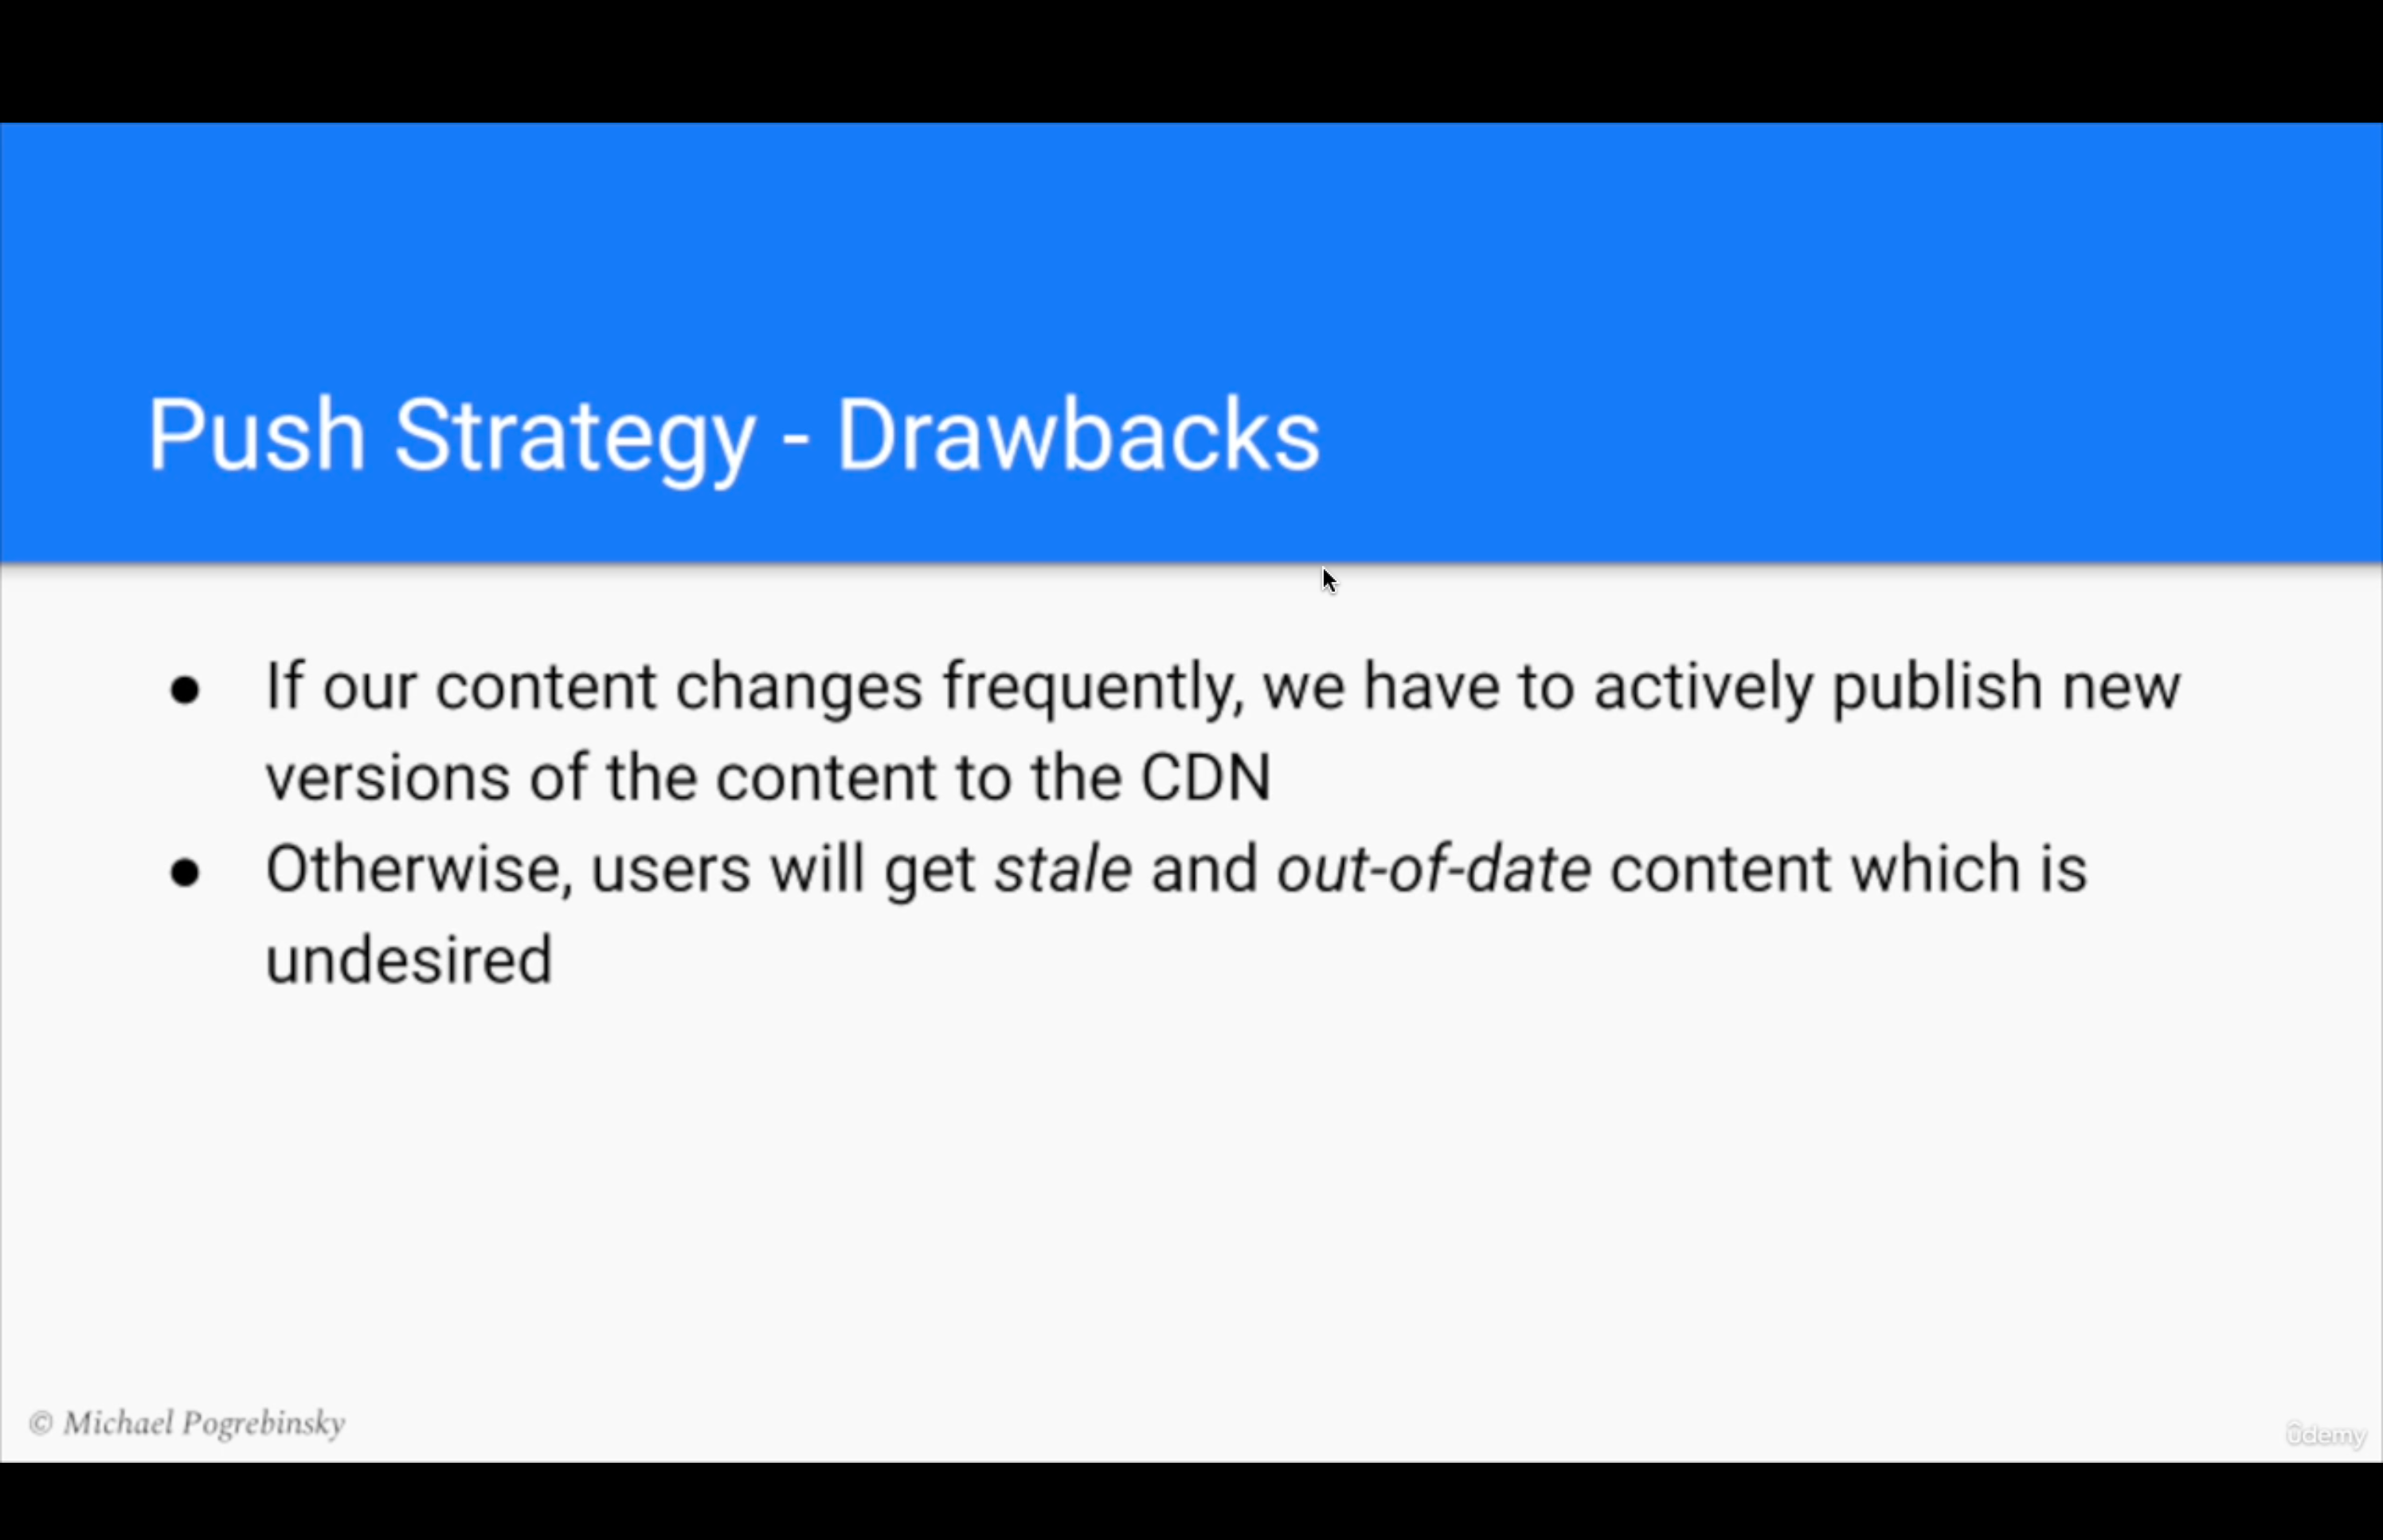 Push Strategy - Drawbacks
● If our content changes frequently, we have to actively publish new
versions of the content to the CDN
● Otherwise, users will get stale and out-of-date content which is
undesired
© Michael Pogrebinsky
ûdemy